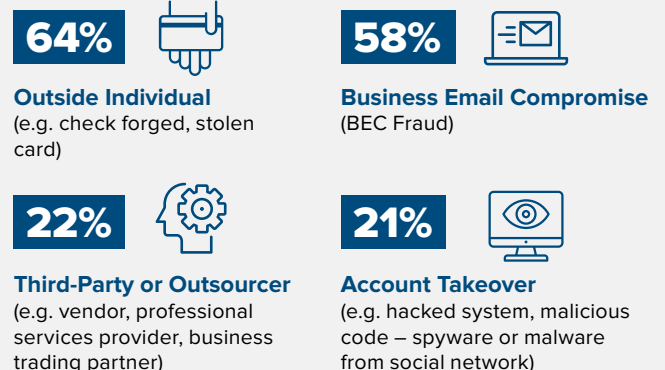 64%
Outside Individual
(e.g. check forged, stolen
card)
58%
Business Email Compromise
(BEC Fraud)
22%
Third-Party or Outsourcer
(e.g. vendor, professional
services provider, business
trading partner)
21%
Account Takeover
(e.g. hacked system, malicious
code – spyware or malware
from social network)